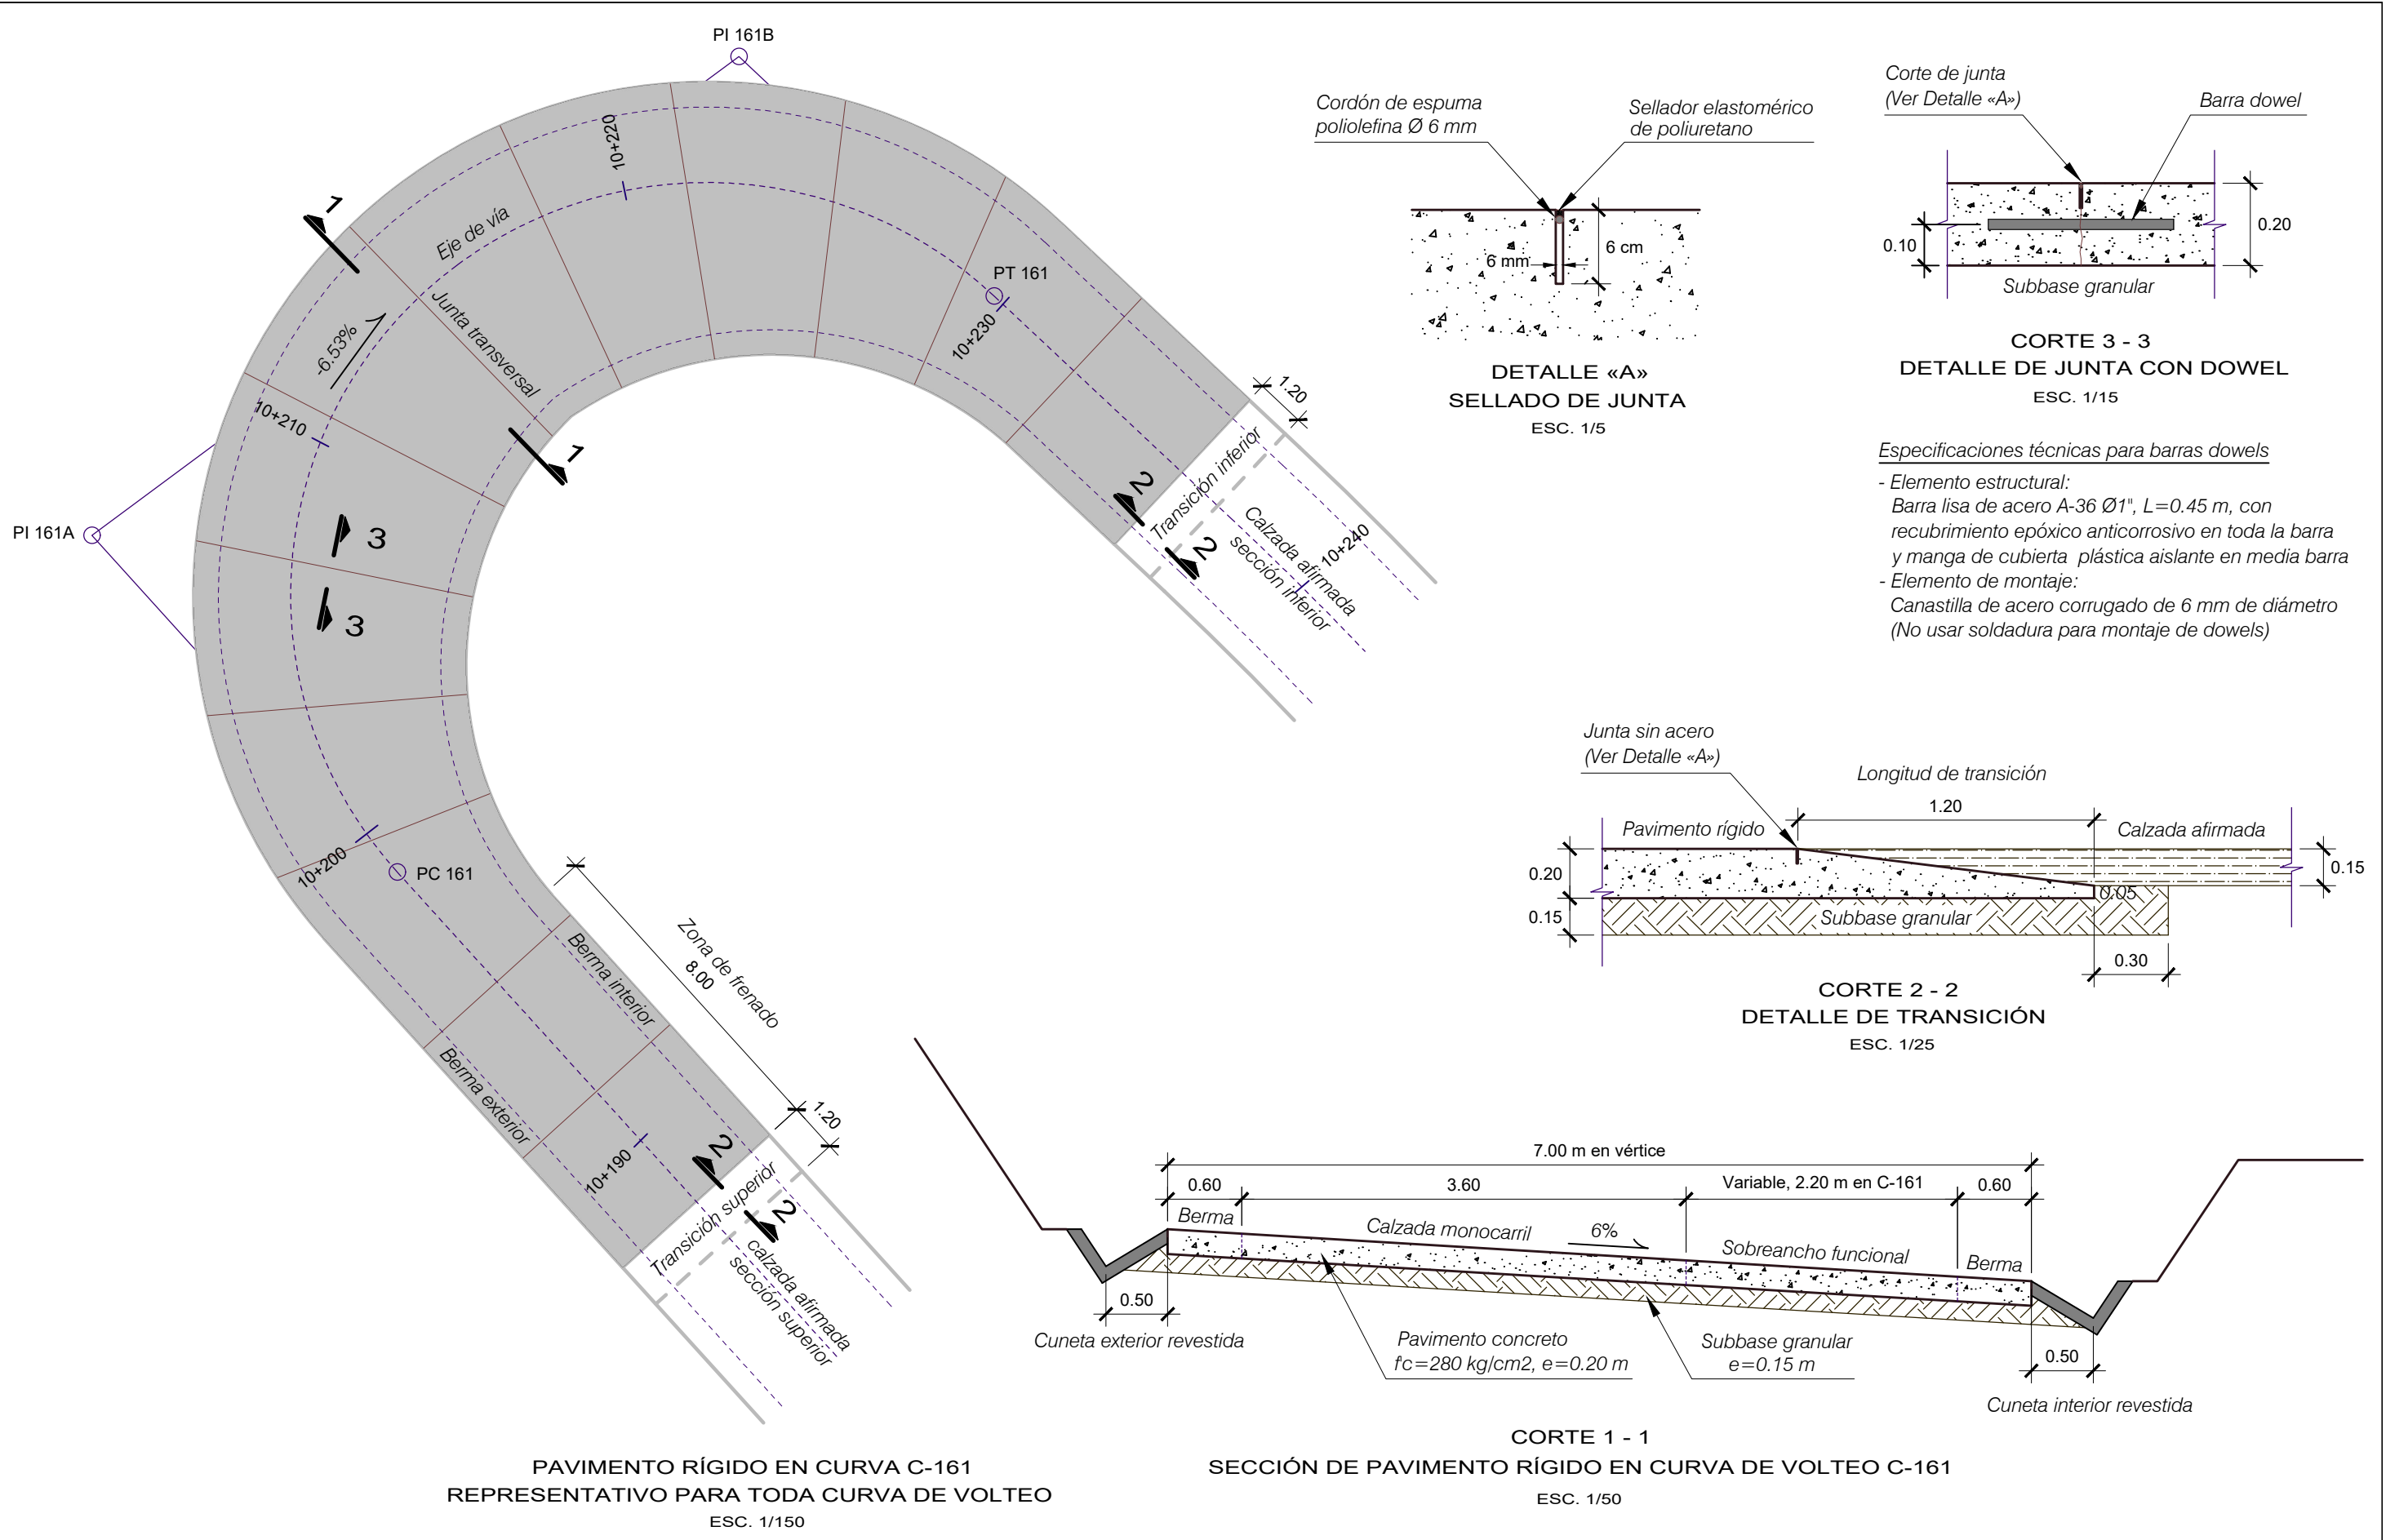 PI 161B
10+220
1
Eje de vía
Junta transversal
-6.53%
10+210
1
PI 161A
3
3
PT 161
10+230
1.20
2
Transición inferior
2
Calzada afirmada
sección inferior
10+240
10+200
PC 161
Zona de frenado
8.00
Berma interior
Berma exterior
1.20
10+190
2
Transición superior
2
calzada afirmada
sección superior
PAVIMENTO RÍGIDO EN CURVA C-161
REPRESENTATIVO PARA TODA CURVA DE VOLTEO
ESC. 1/150
Cordón de espuma
poliolefina Ø 6 mm
Sellador elastomérico
de poliuretano
6 mm
6 cm
DETALLE «A»
SELLADO DE JUNTA
ESC. 1/5
Corte de junta
(Ver Detalle «A»)
Barra dowel
0.10
0.20
Subbase granular
CORTE 3 - 3
DETALLE DE JUNTA CON DOWEL
ESC. 1/15
Especificaciones técnicas para barras dowels
- Elemento estructural:
Barra lisa de acero A-36 Ø1", L=0.45 m, con
recubrimiento epóxico anticorrosivo en toda la barra
y manga de cubierta plástica aislante en media barra
- Elemento de montaje:
Canastilla de acero corrugado de 6 mm de diámetro
(No usar soldadura para montaje de dowels)
Junta sin acero
(Ver Detalle «A»)
Longitud de transición
1.20
Pavimento rígido
Calzada afirmada
0.20
0.15
0.05
0.15
Subbase granular
0.30
CORTE 2 - 2
DETALLE DE TRANSICIÓN
ESC. 1/25
7.00 m en vértice
0.60
3.60
Variable, 2.20 m en C-161
0.60
Berma
Calzada monocarril
6%
Sobreancho funcional
Berma
0.50
Cuneta exterior revestida
Pavimento concreto
f'c=280 kg/cm2, e=0.20 m
Subbase granular
e=0.15 m
0.50
Cuneta interior revestida
CORTE 1 - 1
SECCIÓN DE PAVIMENTO RÍGIDO EN CURVA DE VOLTEO C-161
ESC. 1/50